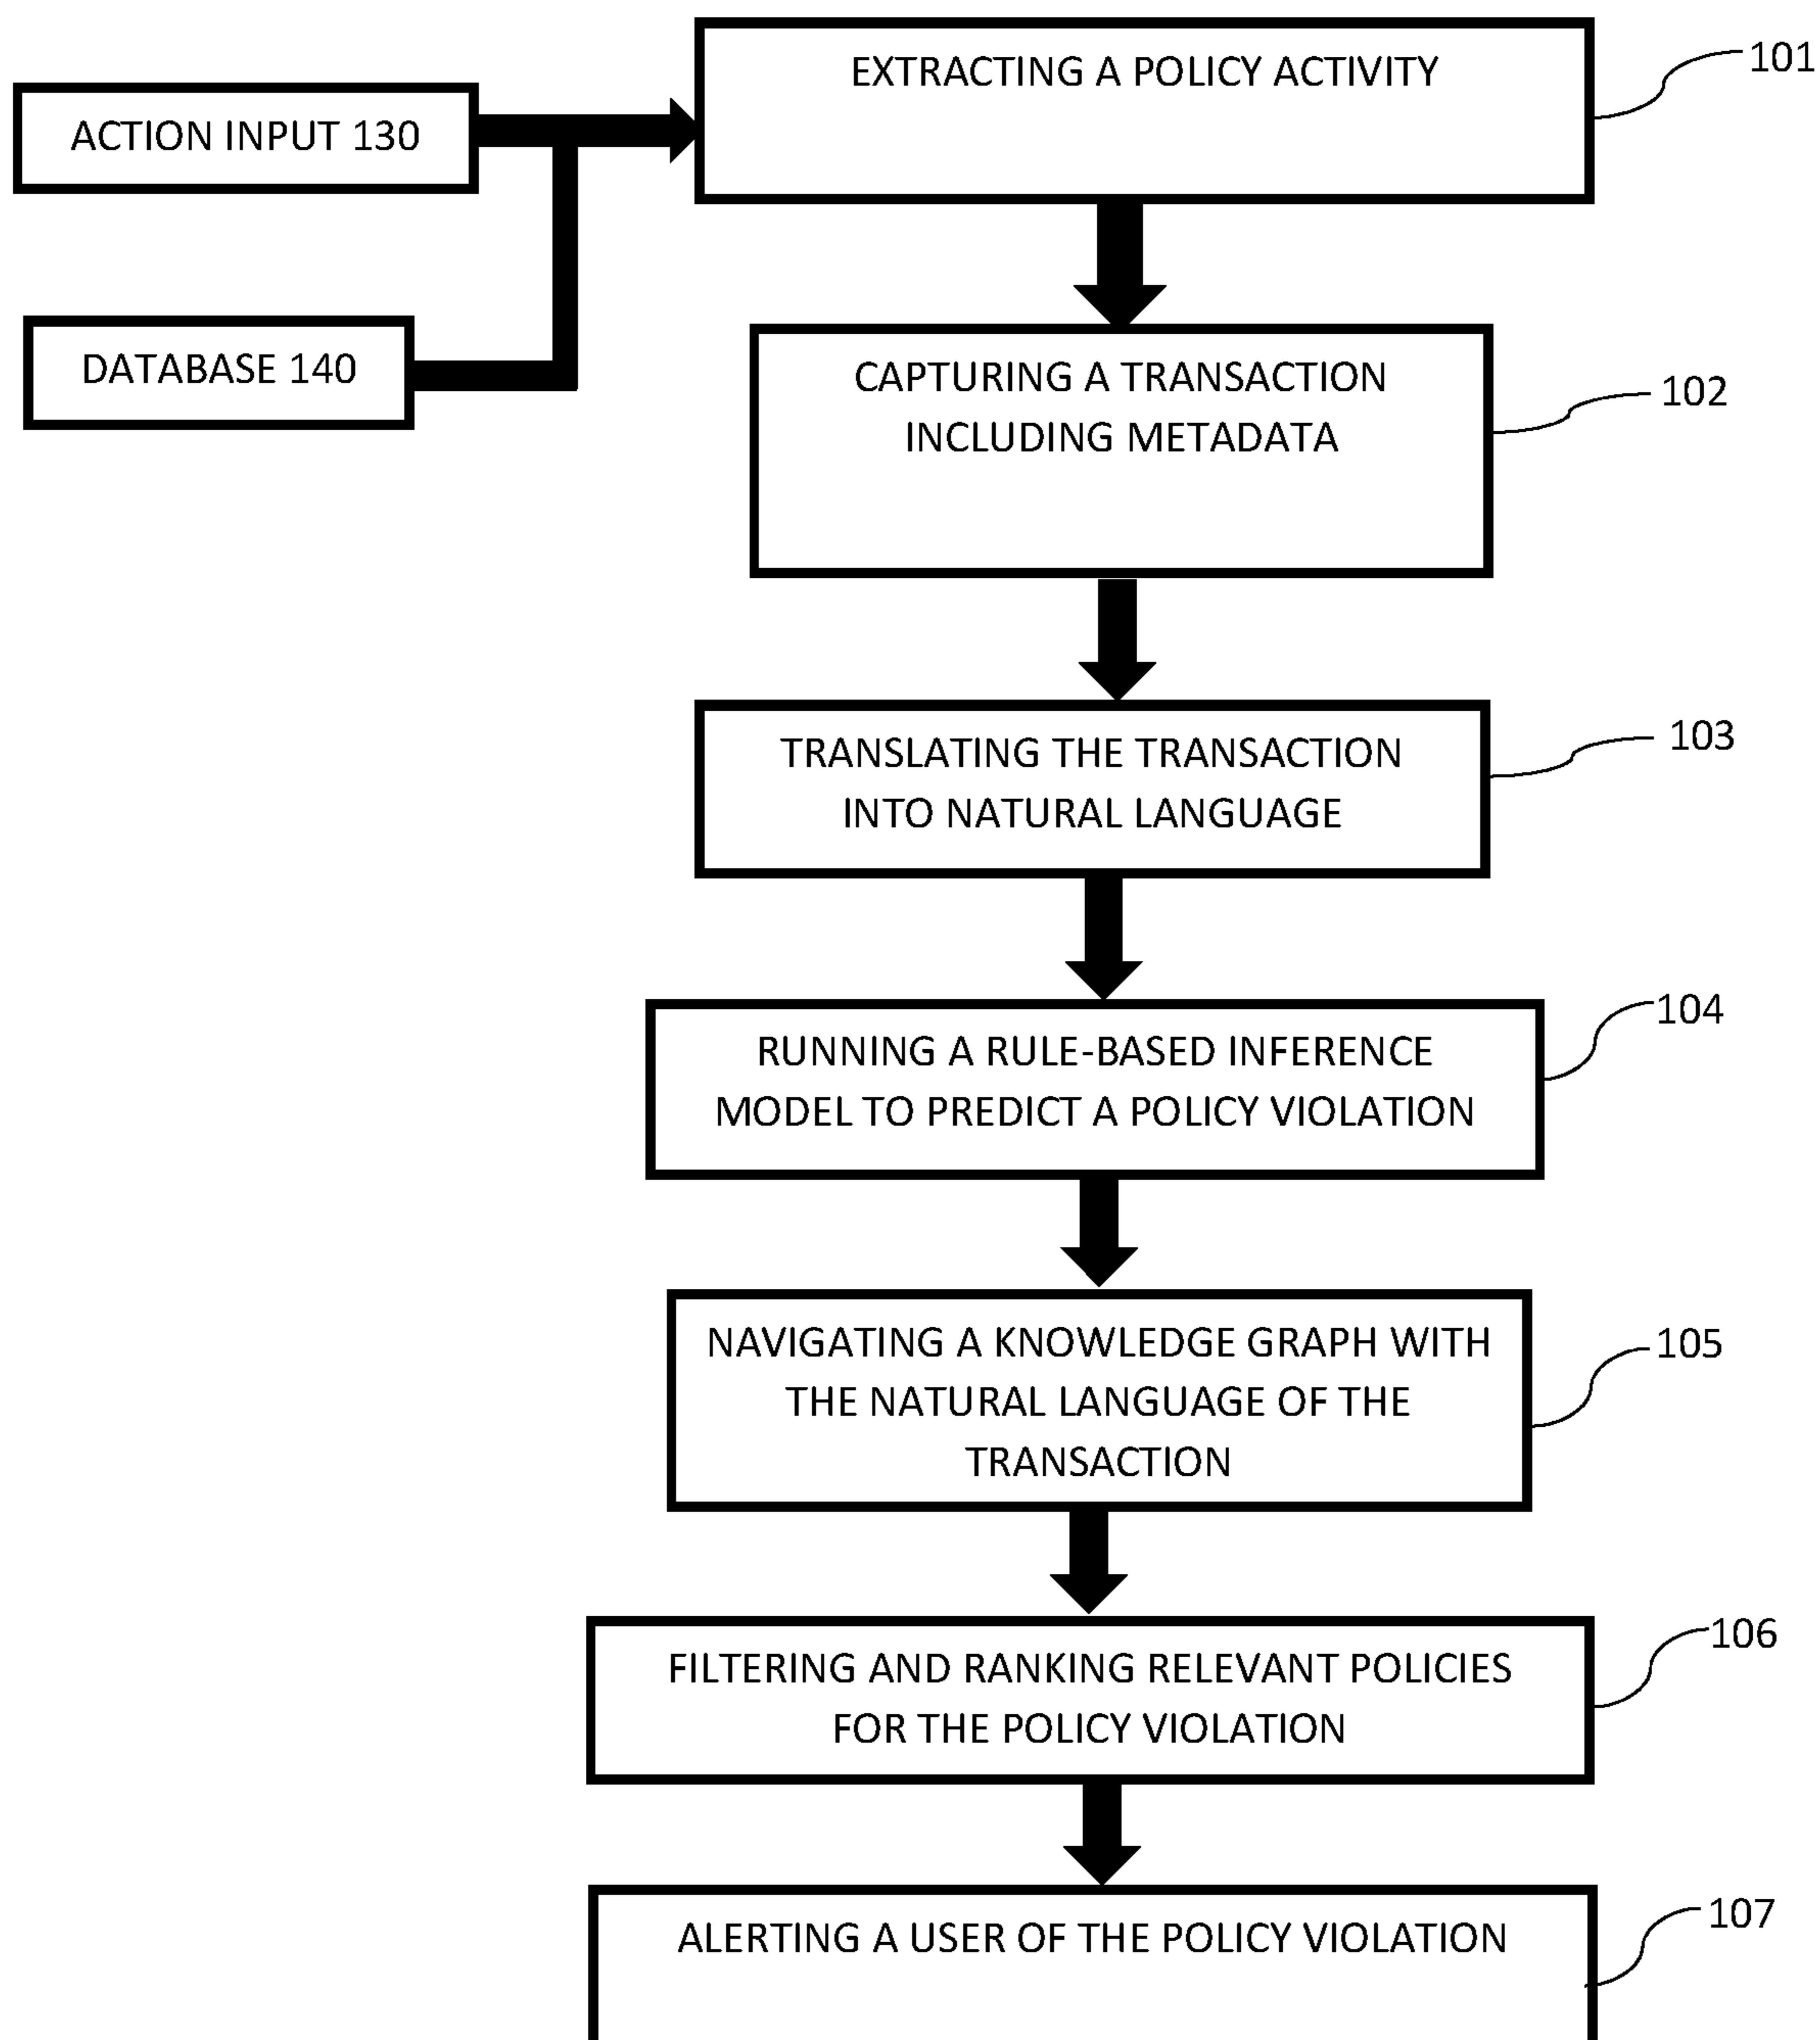 EXTRACTING A POLICY ACTIVITY
101
ACTION INPUT 130
DATABASE 140
CAPTURING A TRANSACTION
INCLUDING METADATA
102
TRANSLATING THE TRANSACTION
INTO NATURAL LANGUAGE
103
RUNNING A RULE-BASED INFERENCE
MODEL TO PREDICT A POLICY VIOLATION
104
NAVIGATING A KNOWLEDGE GRAPH WITH
THE NATURAL LANGUAGE OF THE
TRANSACTION
105
FILTERING AND RANKING RELEVANT POLICIES
FOR THE POLICY VIOLATION
106
ALERTING A USER OF THE POLICY VIOLATION
107